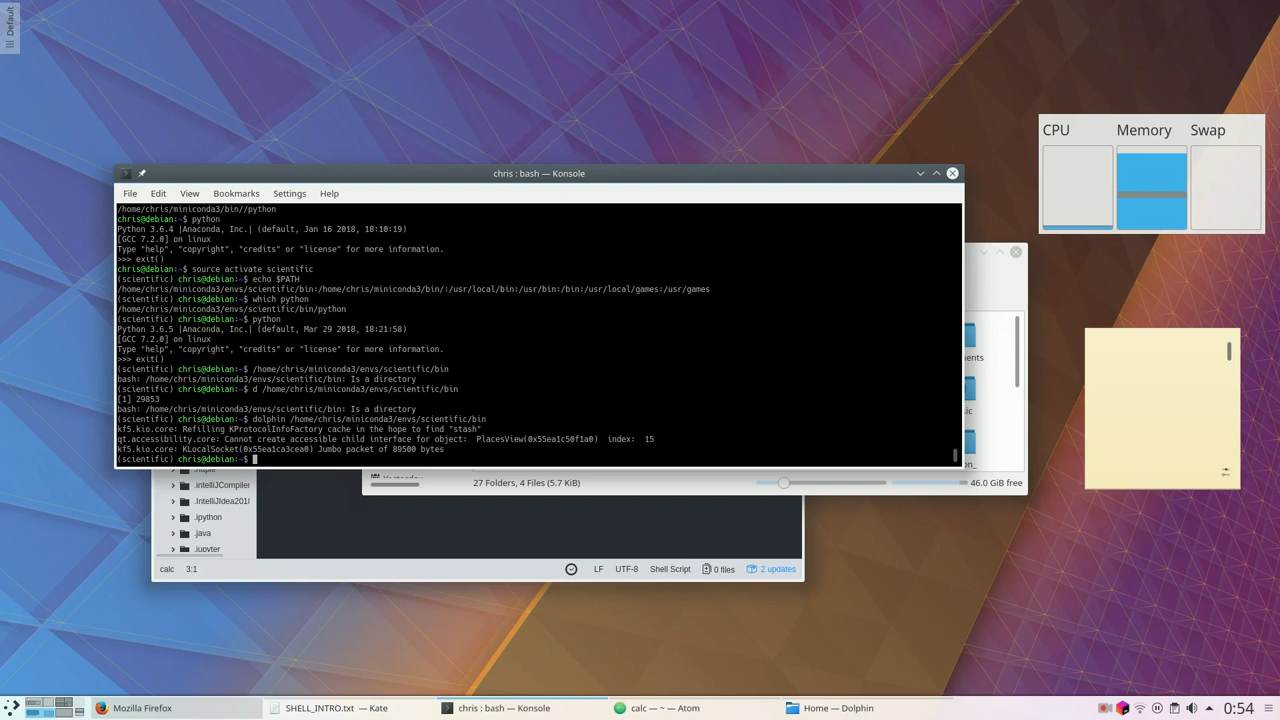 Default
CPU Memory Swap
chris : bash — Konsole
File Edit View Bookmarks Settings Help
/home/chris/miniconda3/bin//python
chris@debian:~$ python
Python 3.6.4 |Anaconda, Inc.| (default, Jan 16 2018, 18:10:19)
[GCC 7.2.0] on linux
Type "help", "copyright", "credits" or "license" for more information.
>>> exit()
chris@debian:~$ source activate scientific
(scientific) chris@debian:~$ echo $PATH
/home/chris/miniconda3/envs/scientific/bin:/home/chris/miniconda3/bin/:/usr/local/bin:/usr/bin:/bin:/usr/local/games:/usr/games
(scientific) chris@debian:~$ which python
/home/chris/miniconda3/envs/scientific/bin/python
(scientific) chris@debian:~$ python
Python 3.6.5 |Anaconda, Inc.| (default, Mar 29 2018, 18:21:58)
[GCC 7.2.0] on linux
Type "help", "copyright", "credits" or "license" for more information.
>>> exit()
(scientific) chris@debian:~$ /home/chris/miniconda3/envs/scientific/bin
bash: /home/chris/miniconda3/envs/scientific/bin: Is a directory
(scientific) chris@debian:~$ d /home/chris/miniconda3/envs/scientific/bin
[1] 29853
bash: /home/chris/miniconda3/envs/scientific/bin: Is a directory
(scientific) chris@debian:~$ dolphin /home/chris/miniconda3/envs/scientific/bin
kf5.kio.core: Refilling KProtocolInfoFactory cache in the hope to find "stash"
qt.accessibility.core: Cannot create accessible child interface for object:  PlacesView(0x55ea1c50f1a0)  index:  15
kf5.kio.core: KLocalSocket(0x55ea1ca3cea0) Jumbo packet of 89500 bytes
(scientific) chris@debian:~$
ents
ic
on_
27 Folders, 4 Files (5.7 KiB)
46.0 GiB free
.intelliJCompiler
.IntelliJIdea201
.ipython
.java
.jupyter
calc 3:1 LF UTF-8 Shell Script 0 files 2 updates
Mozilla Firefox
SHELL_INTRO.txt — Kate
chris : bash — Konsole
calc — ~ — Atom
Home — Dolphin
0:54